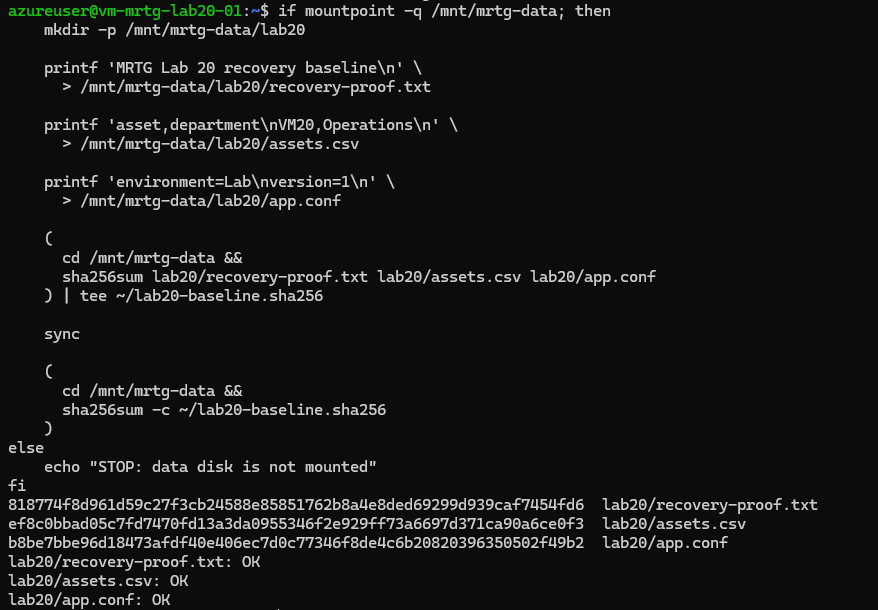 azureuser@vm-mrtg-lab20-01:~$ if mountpoint -q /mnt/mrtg-data; then
    mkdir -p /mnt/mrtg-data/lab20

    printf 'MRTG Lab 20 recovery baseline\n' \
      > /mnt/mrtg-data/lab20/recovery-proof.txt

    printf 'asset,department\nVM20,Operations\n' \
      > /mnt/mrtg-data/lab20/assets.csv

    printf 'environment=Lab\nversion=1\n' \
      > /mnt/mrtg-data/lab20/app.conf

    (
      cd /mnt/mrtg-data &&
      sha256sum lab20/recovery-proof.txt lab20/assets.csv lab20/app.conf
    ) | tee ~/lab20-baseline.sha256

    sync

    (
      cd /mnt/mrtg-data &&
      sha256sum -c ~/lab20-baseline.sha256
    )
else
    echo "STOP: data disk is not mounted"
fi
818774f8d961d59c27f3cb24588e85851762b8a4e8ded69299d939caf7454fd6  lab20/recovery-proof.txt
ef8c0bbad05c7fd7470fd13a3da0955346f2e929ff73a6697d371ca90a6ce0f3  lab20/assets.csv
b8be7bbe96d18473afdf40e406ec7d0c77346f8de4c6b20820396350502f49b2  lab20/app.conf
lab20/recovery-proof.txt: OK
lab20/assets.csv: OK
lab20/app.conf: OK